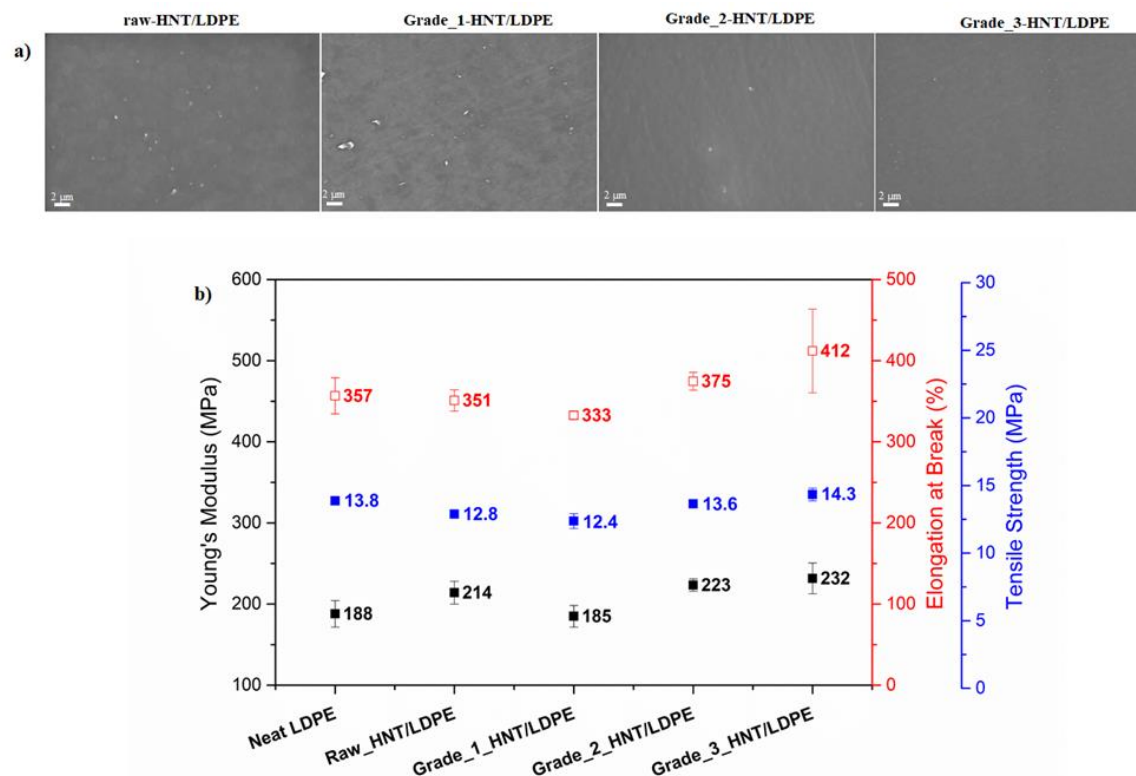 raw-HNT/LDPE
Grade_1-HNT/LDPE
Grade_2-HNT/LDPE
Grade_3-HNT/LDPE
a)
2 µm
2 µm
2 µm
2 µm
b)
600
500
400
300
200
100
Young's Modulus (MPa)
500
400
300
200
100
0
Elongation at Break (%)
30
25
20
15
10
5
0
Tensile Strength (MPa)
357
351
333
375
412
13.8
12.8
12.4
13.6
14.3
188
214
185
223
232
Neat LDPE
Raw_HNT/LDPE
Grade_1_HNT/LDPE
Grade_2_HNT/LDPE
Grade_3_HNT/LDPE